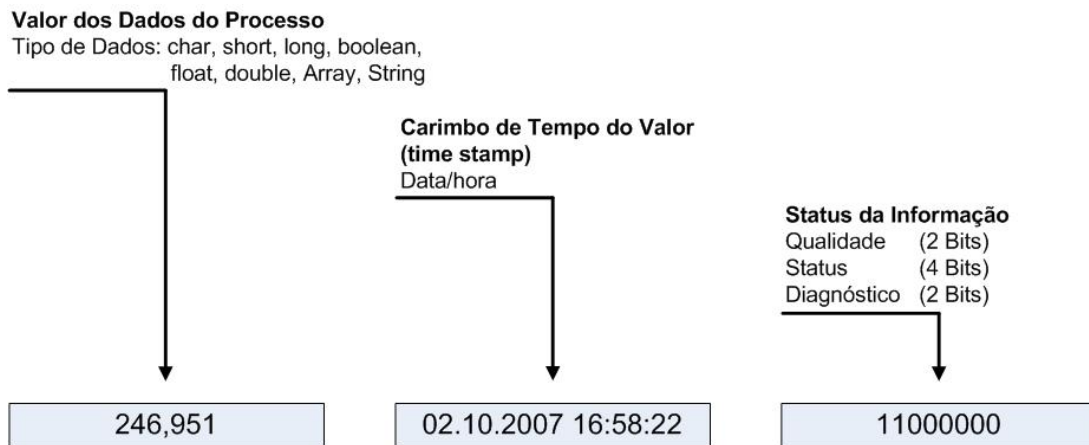 Valor dos Dados do Processo
Tipo de Dados: char, short, long, boolean,
float, double, Array, String
Carimbo de Tempo do Valor
(time stamp)
Data/hora
Status da Informação
Qualidade (2 Bits)
Status (4 Bits)
Diagnóstico (2 Bits)
246,951
02.10.2007 16:58:22
11000000